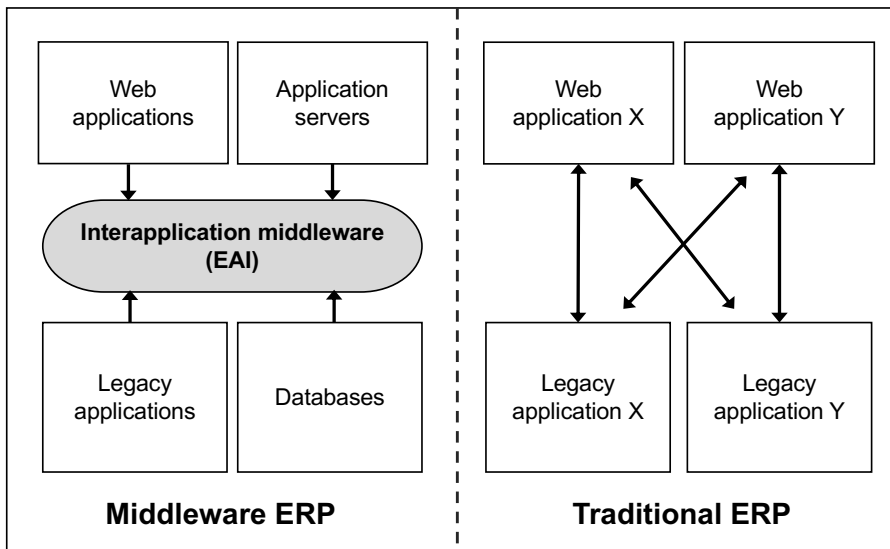 Web
applications
Application
servers
Interapplication middleware
(EAI)
Legacy
applications
Databases
Middleware ERP
Web
application X
Web
application Y
Legacy
application X
Legacy
application Y
Traditional ERP